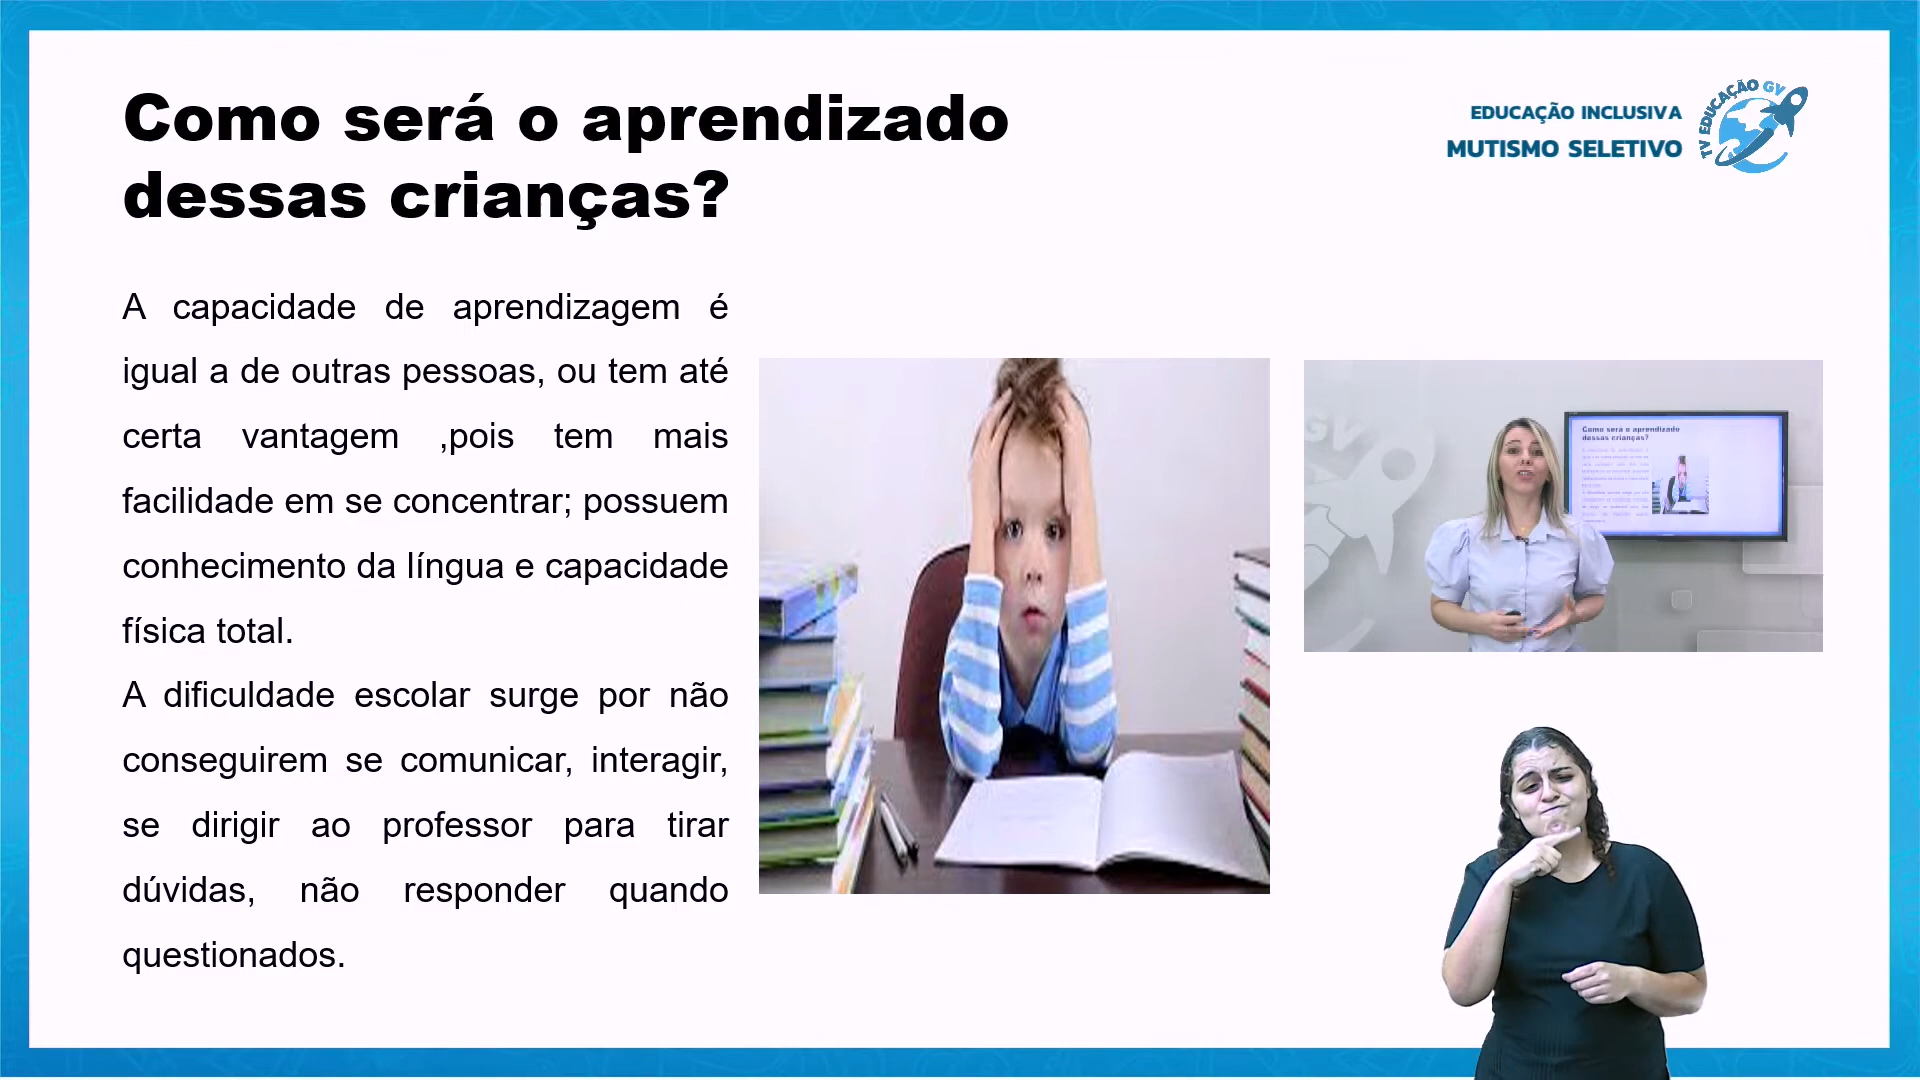 Como será o aprendizado
dessas crianças?
EDUCAÇÃO INCLUSIVA
MUTISMO SELETIVO
TV EDUCAÇÃO GV
A capacidade de aprendizagem é
igual a de outras pessoas, ou tem até
certa vantagem ,pois tem mais
facilidade em se concentrar; possuem
conhecimento da língua e capacidade
física total.
A dificuldade escolar surge por não
conseguirem se comunicar, interagir,
se dirigir ao professor para tirar
dúvidas, não responder quando
questionados.
GV
Como será o aprendizado
dessas crianças?